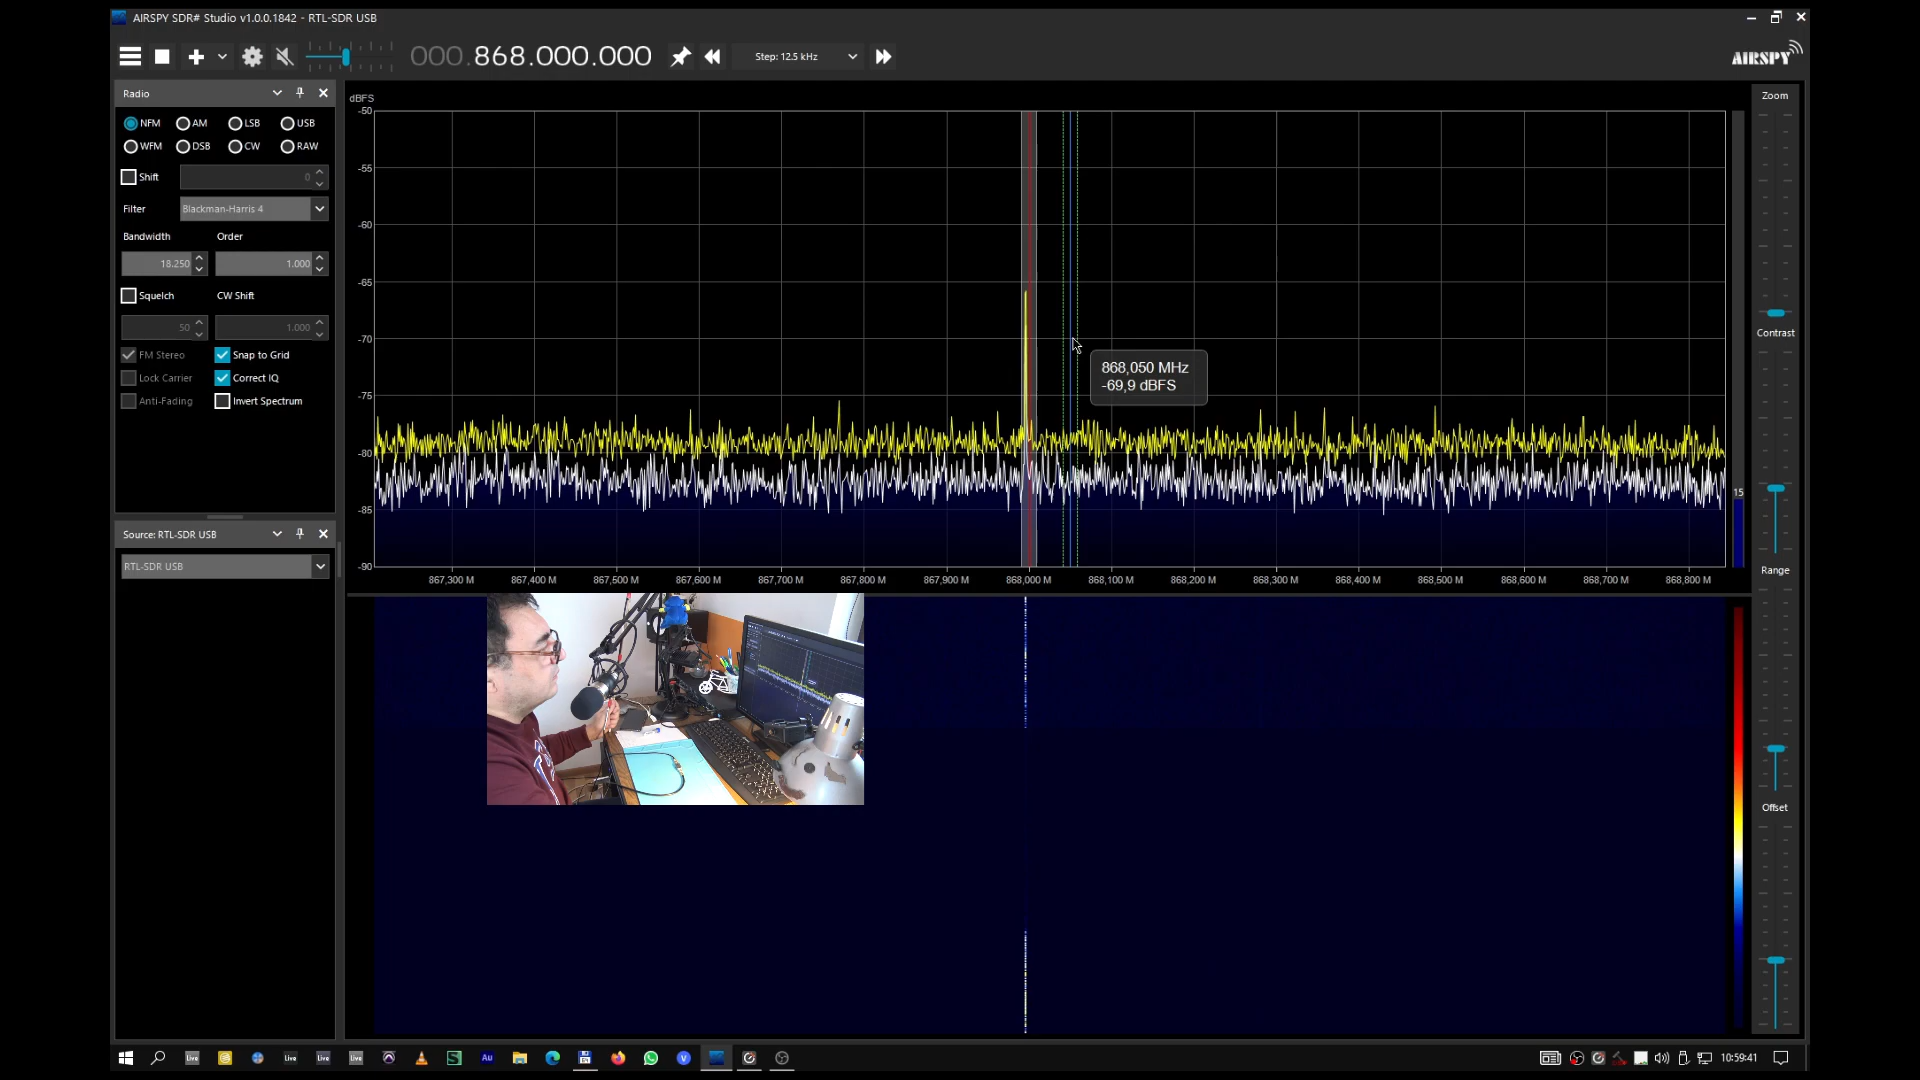 AIRSPY SDR# Studio v1.0.0.1842 - RTL-SDR USB
000.868.000.000
Step: 12.5 kHz
AIRSPY
Radio
NFM AM LSB USB
WFM DSB CW RAW
Shift 0
Filter Blackman-Harris 4
Bandwidth Order
18.250 1.000
Squelch CW Shift
50 1.000
FM Stereo Snap to Grid
Lock Carrier Correct IQ
Anti-Fading Invert Spectrum
Source: RTL-SDR USB
RTL-SDR USB
dBFS
-50
-55
-60
-65
-70
-75
-80
-85
-90
868,050 MHz
-69,9 dBFS
867,300 M 867,400 M 867,500 M 867,600 M 867,700 M 867,800 M 867,900 M 868,000 M 868,100 M 868,200 M 868,300 M 868,400 M 868,500 M 868,600 M 868,700 M 868,800 M
15
Zoom
Contrast
Range
Offset
Live Live Live Live S Au V
10:59:41